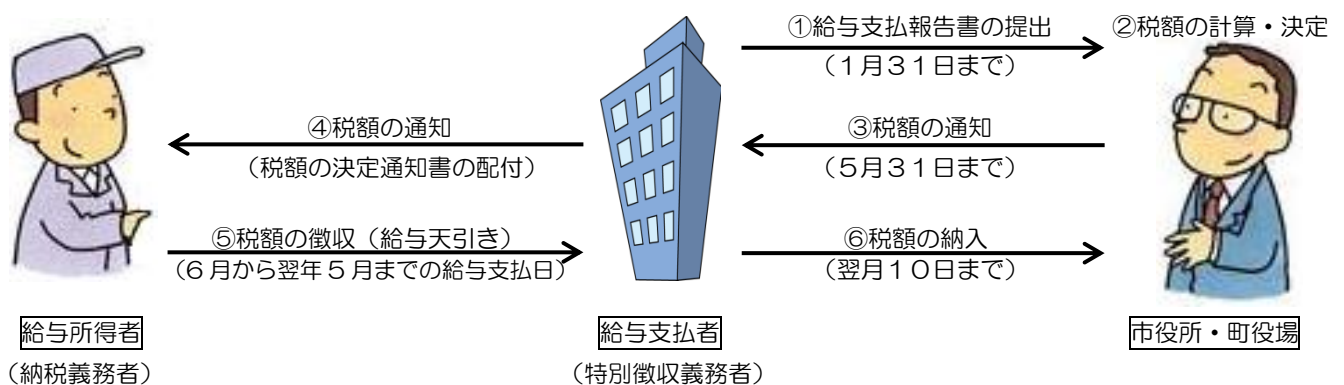 ①給与支払報告書の提出
(1月31日まで)
②税額の計算・決定
④税額の通知
(税額の決定通知書の配付)
③税額の通知
(5月31日まで)
⑤税額の徴収(給与天引き)
(6月から翌年5月までの給与支払日)
⑥税額の納入
(翌月10日まで)
給与所得者
(納税義務者)
給与支払者
(特別徴収義務者)
市役所・町役場